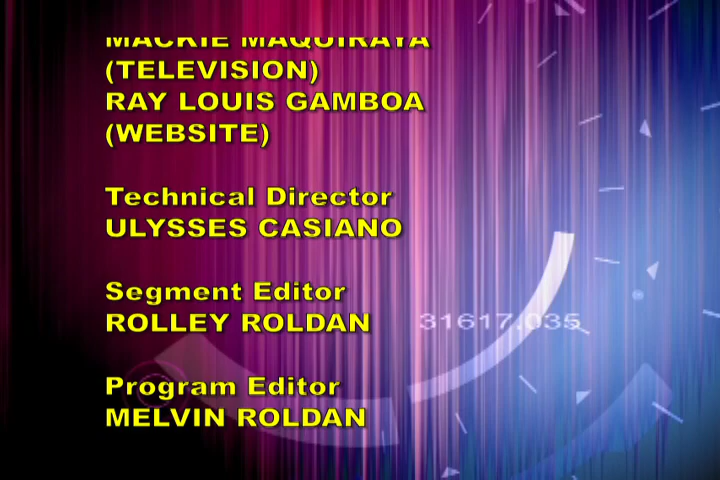 MACKIE MAQUIRAYA
(TELEVISION)
RAY LOUIS GAMBOA
(WEBSITE)
Technical Director
ULYSSES CASIANO
Segment Editor
ROLLEY ROLDAN
31617.035
Program Editor
MELVIN ROLDAN